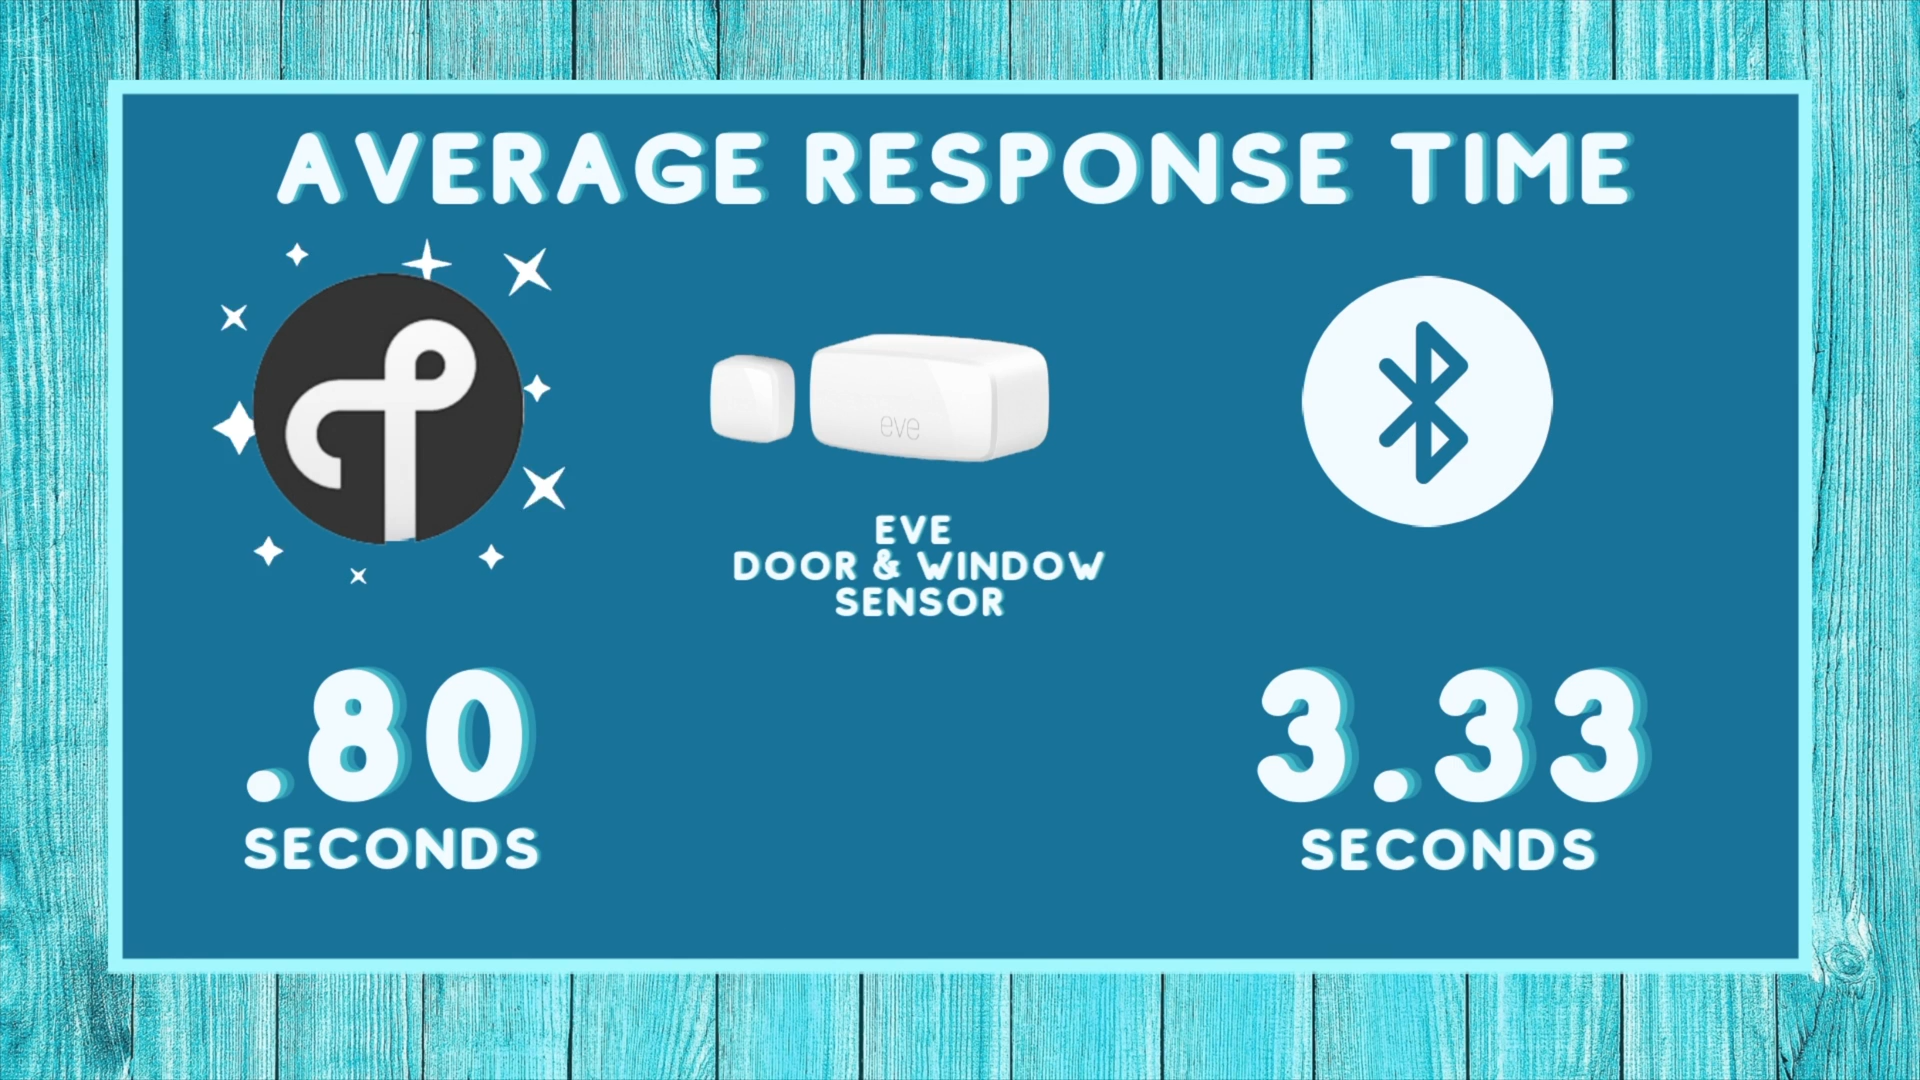 AVERAGE RESPONSE TIME
eve
EVE
DOOR & WINDOW
SENSOR
.80
SECONDS
3.33
SECONDS